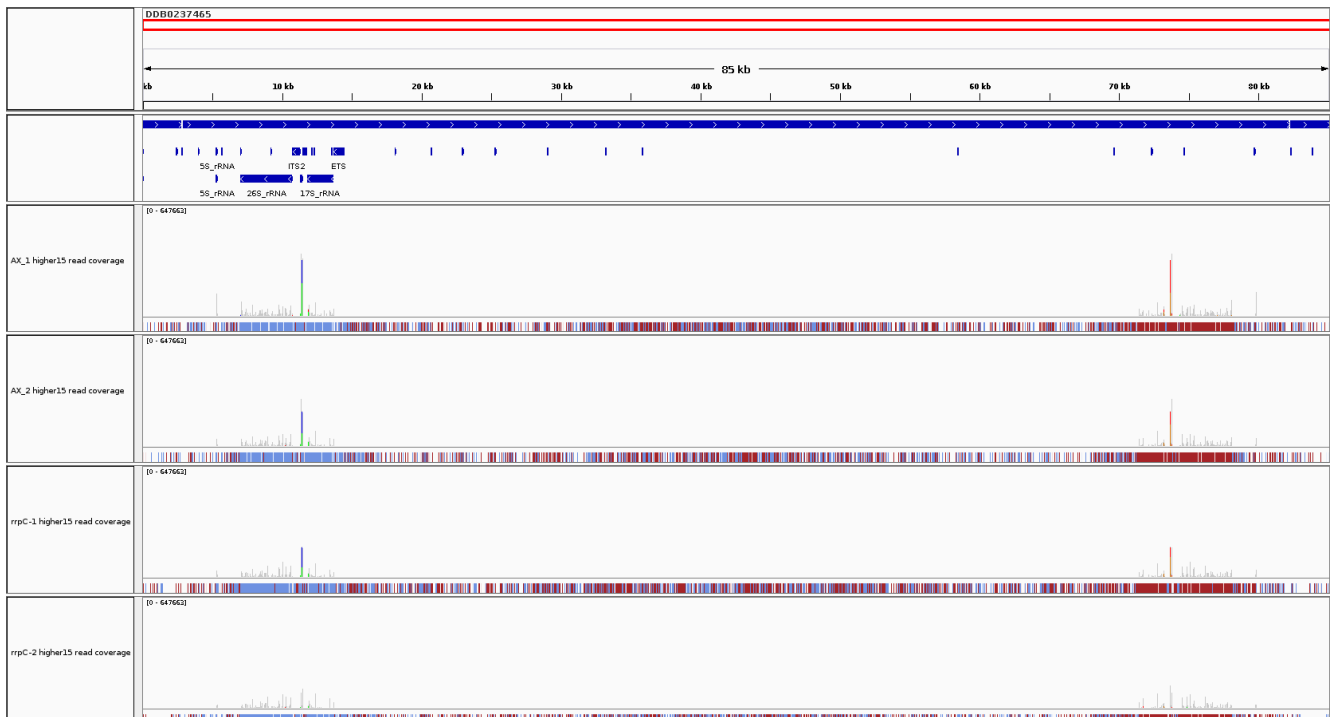 DDB0237465
85 kb
kb 10 kb 20 kb 30 kb 40 kb 50 kb 60 kb 70 kb 80 kb
5S_rRNA ITS2 ETS
5S_rRNA 26S_rRNA 17S_rRNA
[0 - 647663]
AX_1 higher15 read coverage
[0 - 647663]
AX_2 higher15 read coverage
[0 - 647663]
rrpC-1 higher15 read coverage
[0 - 647663]
rrpC-2 higher15 read coverage